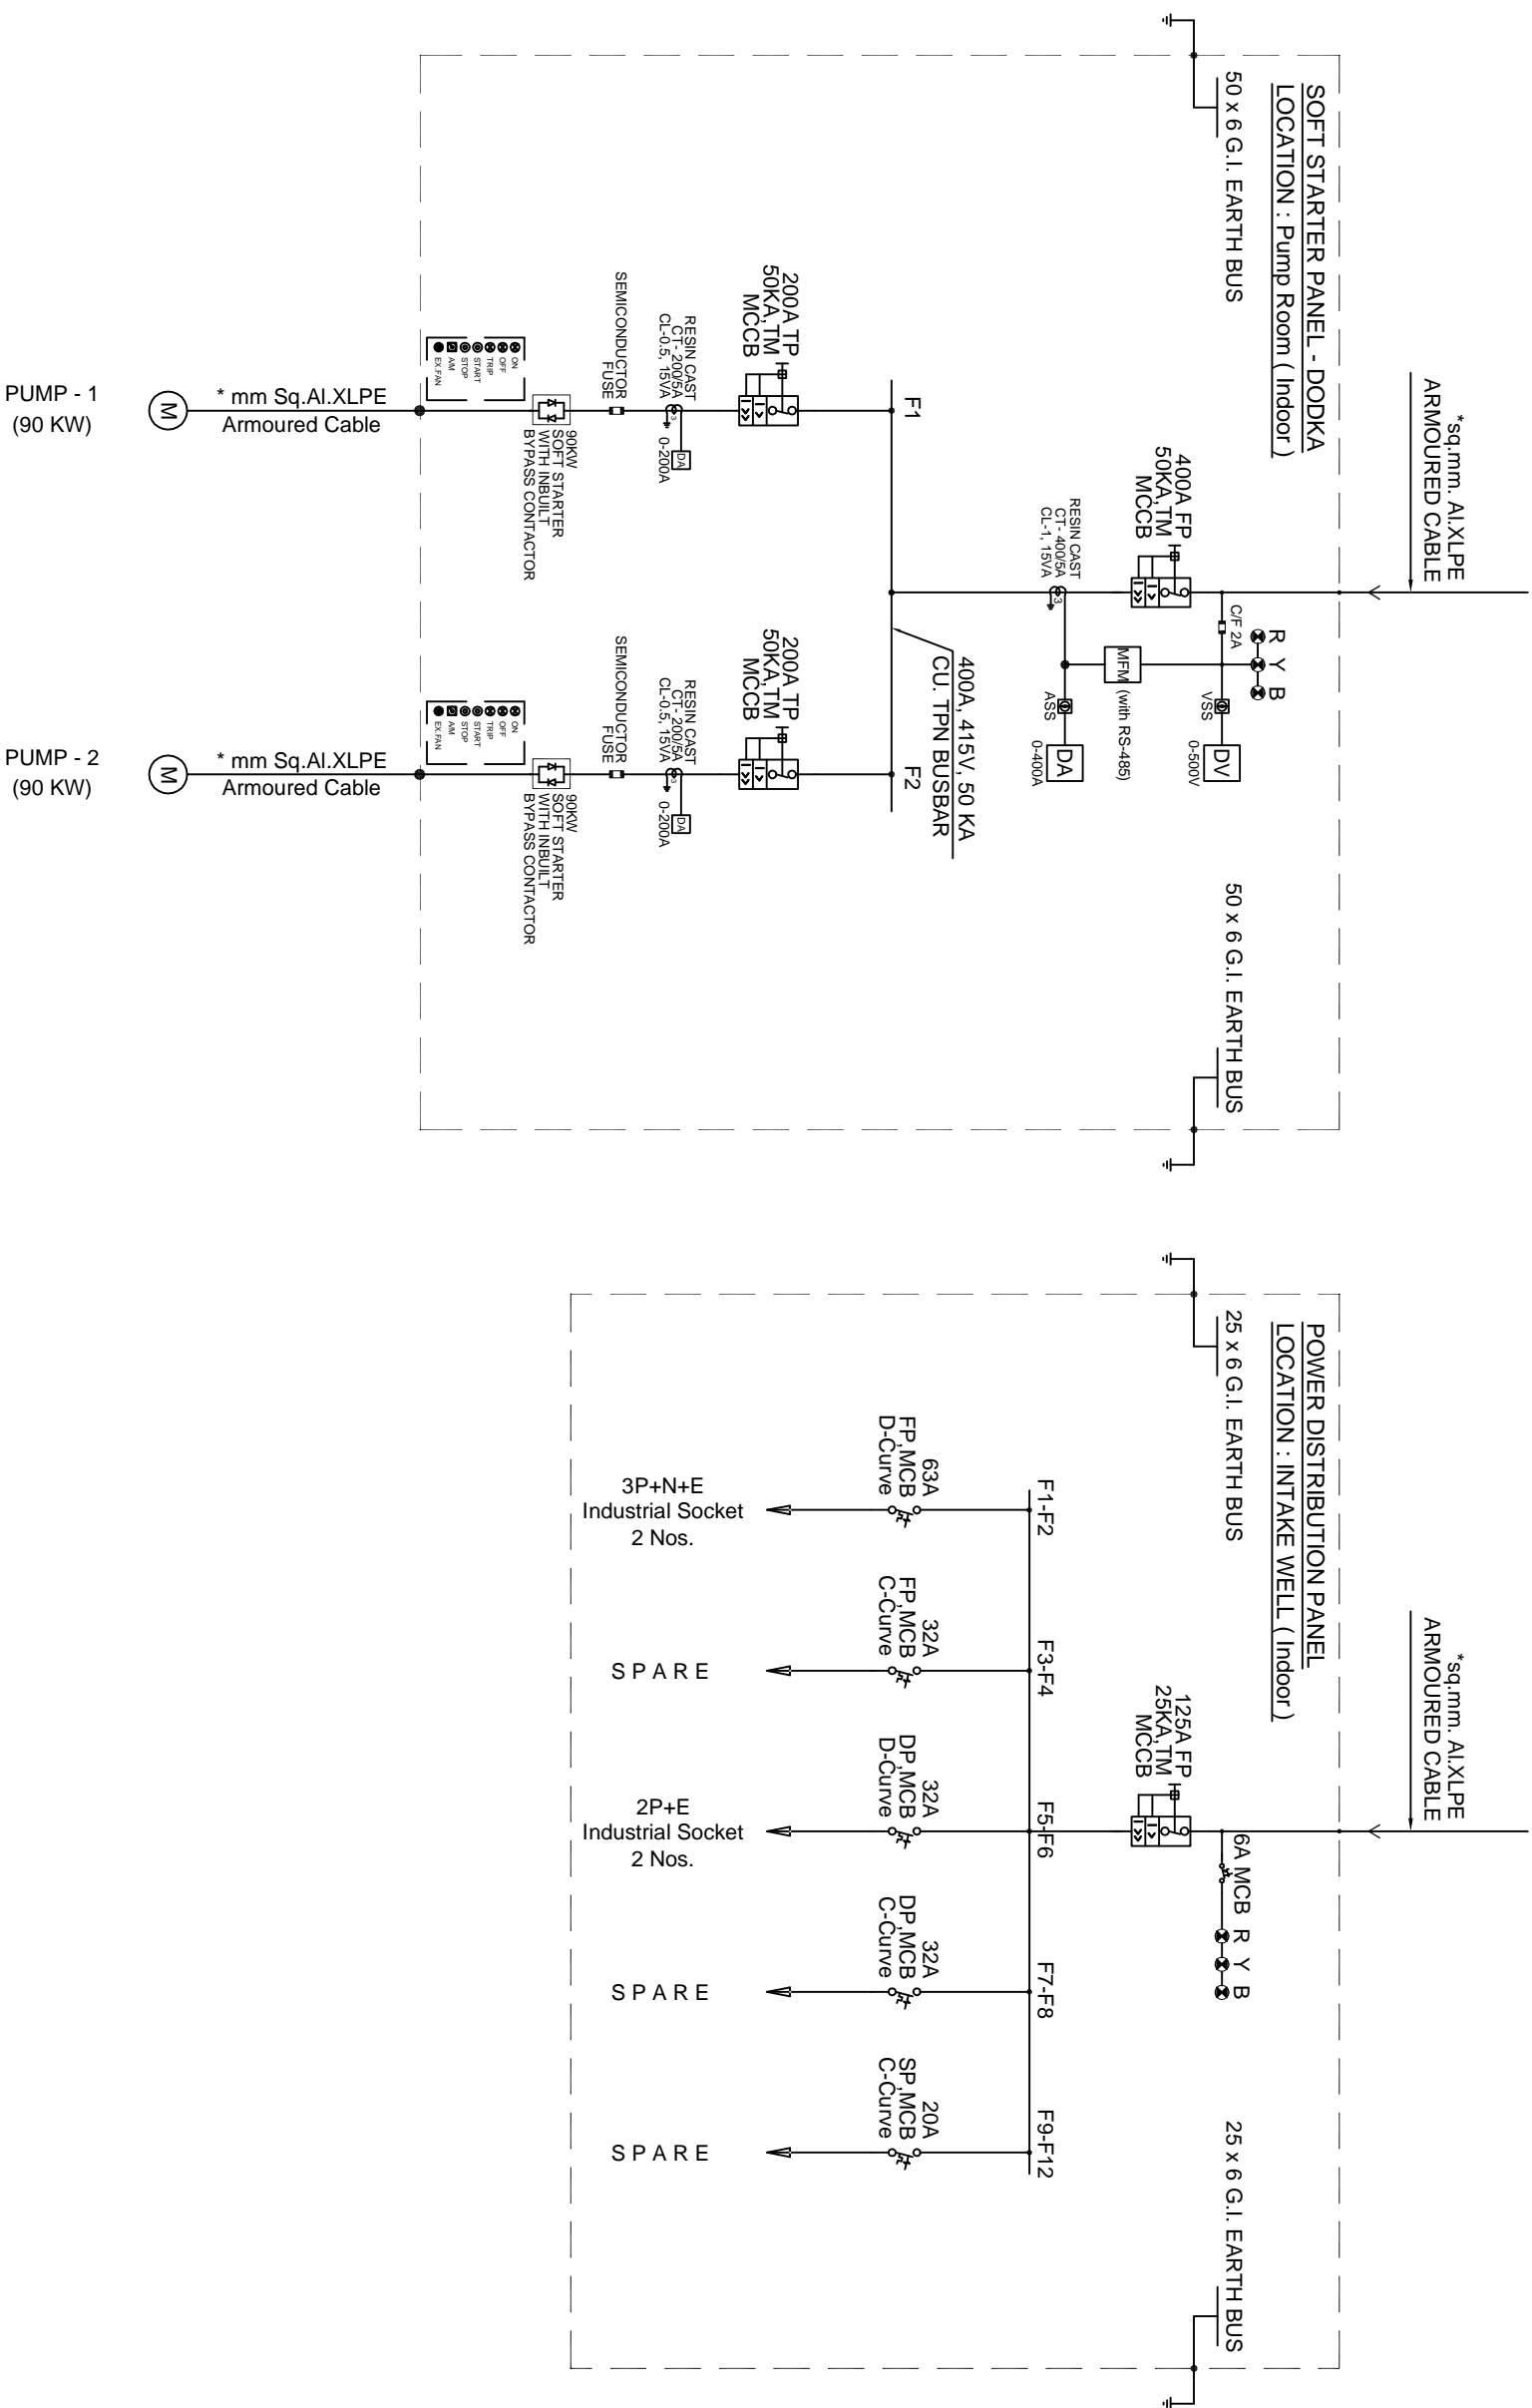 SOFT STARTER PANEL - DODKA
LOCATION : Pump Room ( Indoor )
50 x 6 G.I. EARTH BUS
*sq.mm. Al.XLPE
ARMOURED CABLE
R Y B
C/F 2A
VSS
DV
0-500V
400A FP
50KA,TM
MCCB
MFM
(with RS-485)
RESIN CAST
CT- 400/5A
CL-1, 15VA
3
ASS
DA
0-400A
50 x 6 G.I. EARTH BUS
400A, 415V, 50 KA
CU. TPN BUSBAR
F1
F2
200A TP
50KA,TM
MCCB
RESIN CAST
CT- 200/5A
CL-0.5, 15VA
3
DA
0-200A
SEMICONDUCTOR
FUSE
90KW
SOFT STARTER
WITH INBUILT
BYPASS CONTACTOR
ON
OFF
TRIP
START
STOP
A/M
EX.FAN
* mm Sq.Al.XLPE
Armoured Cable
M
PUMP - 1
(90 KW)
200A TP
50KA,TM
MCCB
RESIN CAST
CT- 200/5A
CL-0.5, 15VA
3
DA
0-200A
SEMICONDUCTOR
FUSE
90KW
SOFT STARTER
WITH INBUILT
BYPASS CONTACTOR
ON
OFF
TRIP
START
STOP
A/M
EX.FAN
* mm Sq.Al.XLPE
Armoured Cable
M
PUMP - 2
(90 KW)
POWER DISTRIBUTION PANEL
LOCATION : INTAKE WELL ( Indoor )
25 x 6 G.I. EARTH BUS
*sq.mm. Al.XLPE
ARMOURED CABLE
6A MCB R Y B
125A FP
25KA,TM
MCCB
25 x 6 G.I. EARTH BUS
F1-F2
63A
FP,MCB
D-Curve
3P+N+E
Industrial Socket
2 Nos.
F3-F4
32A
FP,MCB
C-Curve
S P A R E
F5-F6
32A
DP,MCB
D-Curve
2P+E
Industrial Socket
2 Nos.
F7-F8
32A
DP,MCB
C-Curve
S P A R E
F9-F12
20A
SP,MCB
C-Curve
S P A R E